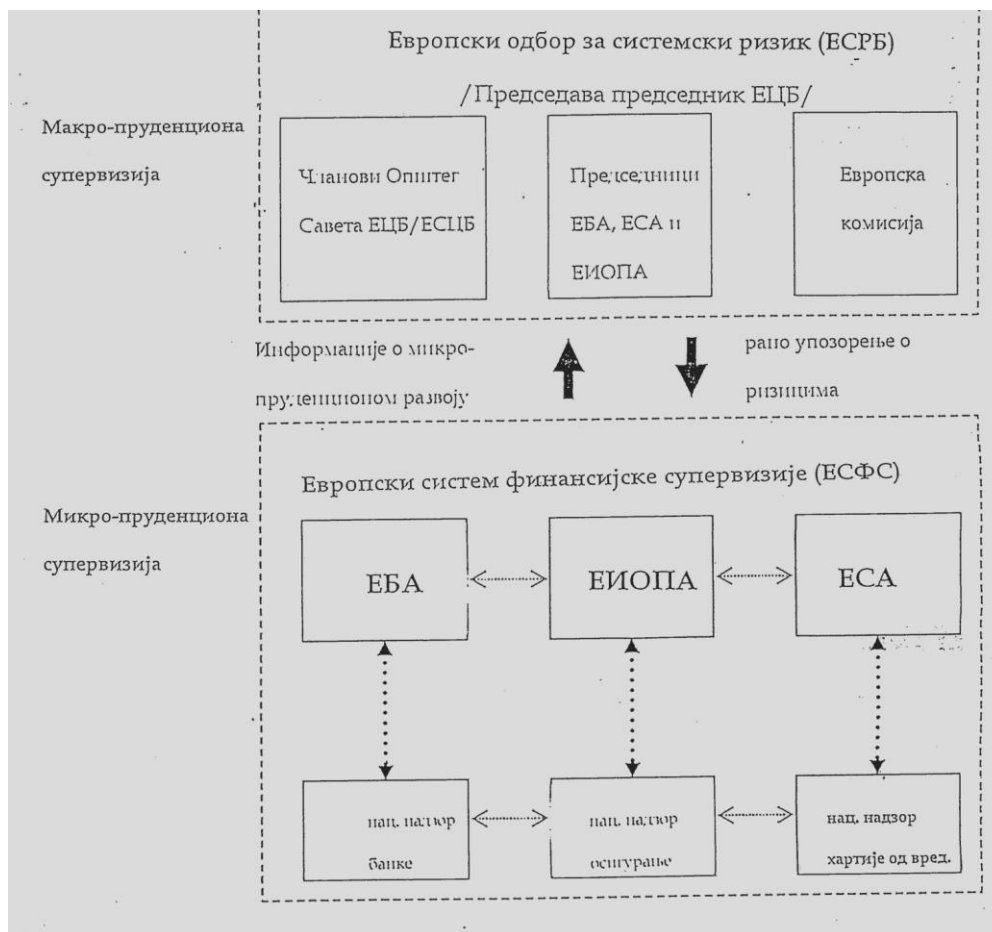 Европски одбор за системски ризик (ЕСРБ)
/Председава председник ЕЦБ/
Макро-пруденциона
супервизија
Чланови Општег
Савета ЕЦБ/ЕСЦБ
Председници
ЕБА, ЕСА и
ЕИОПА
Европска
комисија
Информације о микро-
пруденционом развоју
рано упозорење о
ризицима
Микро-пруденциона
супервизија
Европски систем финансијске супервизије (ЕСФС)
ЕБА
ЕИОПА
ЕСА
нац. надзор
банке
нац. надзор
осигурање
нац. надзор
хартије од вред.